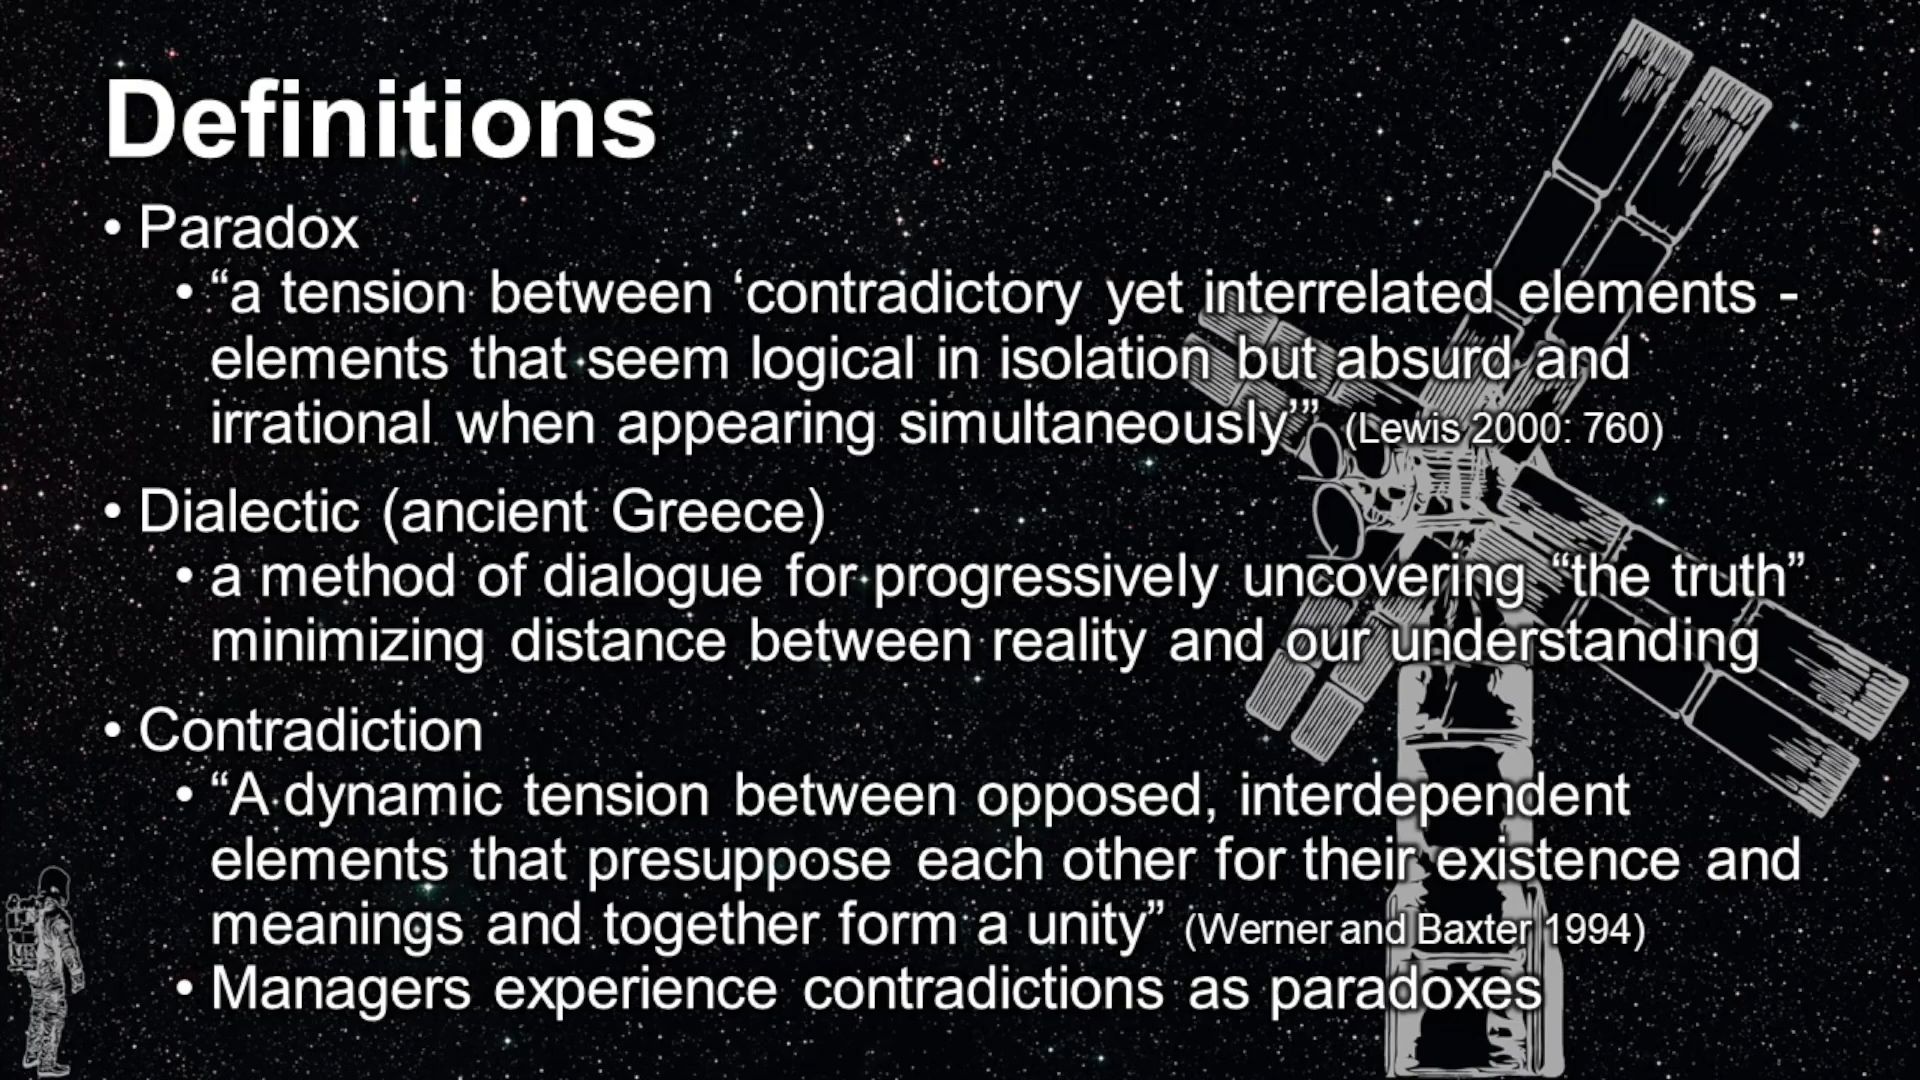 Definitions
• Paradox
• “a tension between ‘contradictory yet interrelated elements -
elements that seem logical in isolation but absurd and
irrational when appearing simultaneously’” (Lewis 2000: 760)
• Dialectic (ancient Greece)
• a method of dialogue for progressively uncovering “the truth”
minimizing distance between reality and our understanding
• Contradiction
• “A dynamic tension between opposed, interdependent
elements that presuppose each other for their existence and
meanings and together form a unity” (Werner and Baxter 1994)
• Managers experience contradictions as paradoxes